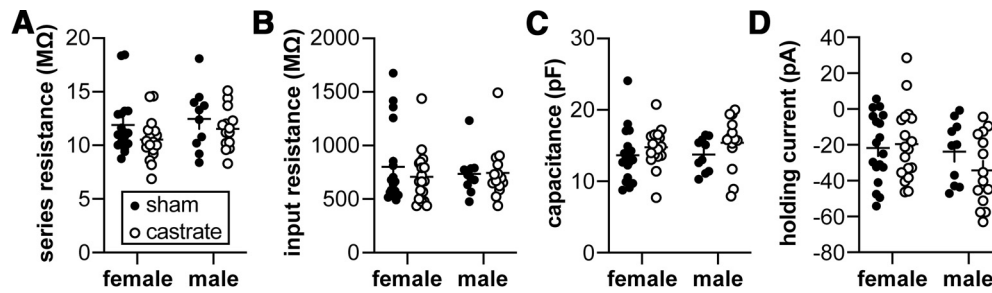 A
series resistance (MΩ)
20
15
10
5
0
sham
castrate
female
male
B
input resistance (MΩ)
2000
1500
1000
500
0
female
male
C
capacitance (pF)
30
20
10
0
female
male
D
holding current (pA)
40
20
0
-20
-40
-60
-80
female
male